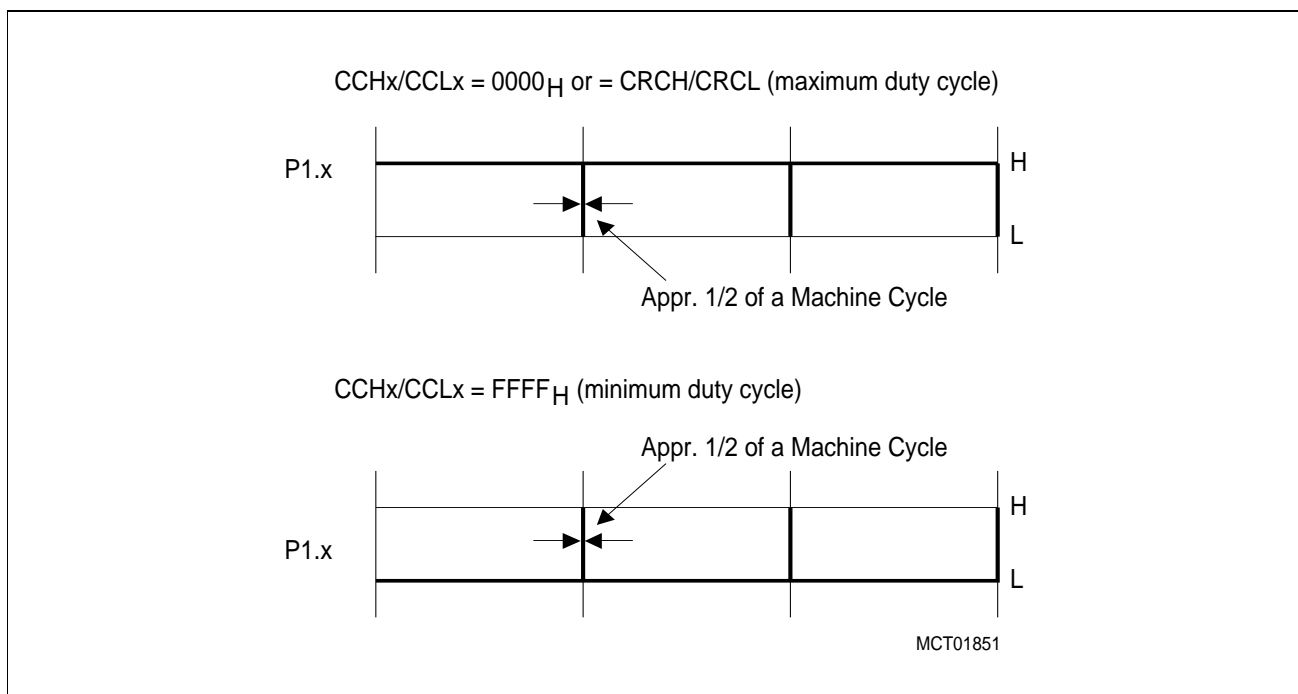 CCHx/CCLx = 0000H or = CRCH/CRCL (maximum duty cycle)
P1.x
H
L
Appr. 1/2 of a Machine Cycle
CCHx/CCLx = FFFFH (minimum duty cycle)
Appr. 1/2 of a Machine Cycle
H
P1.x
L
MCT01851